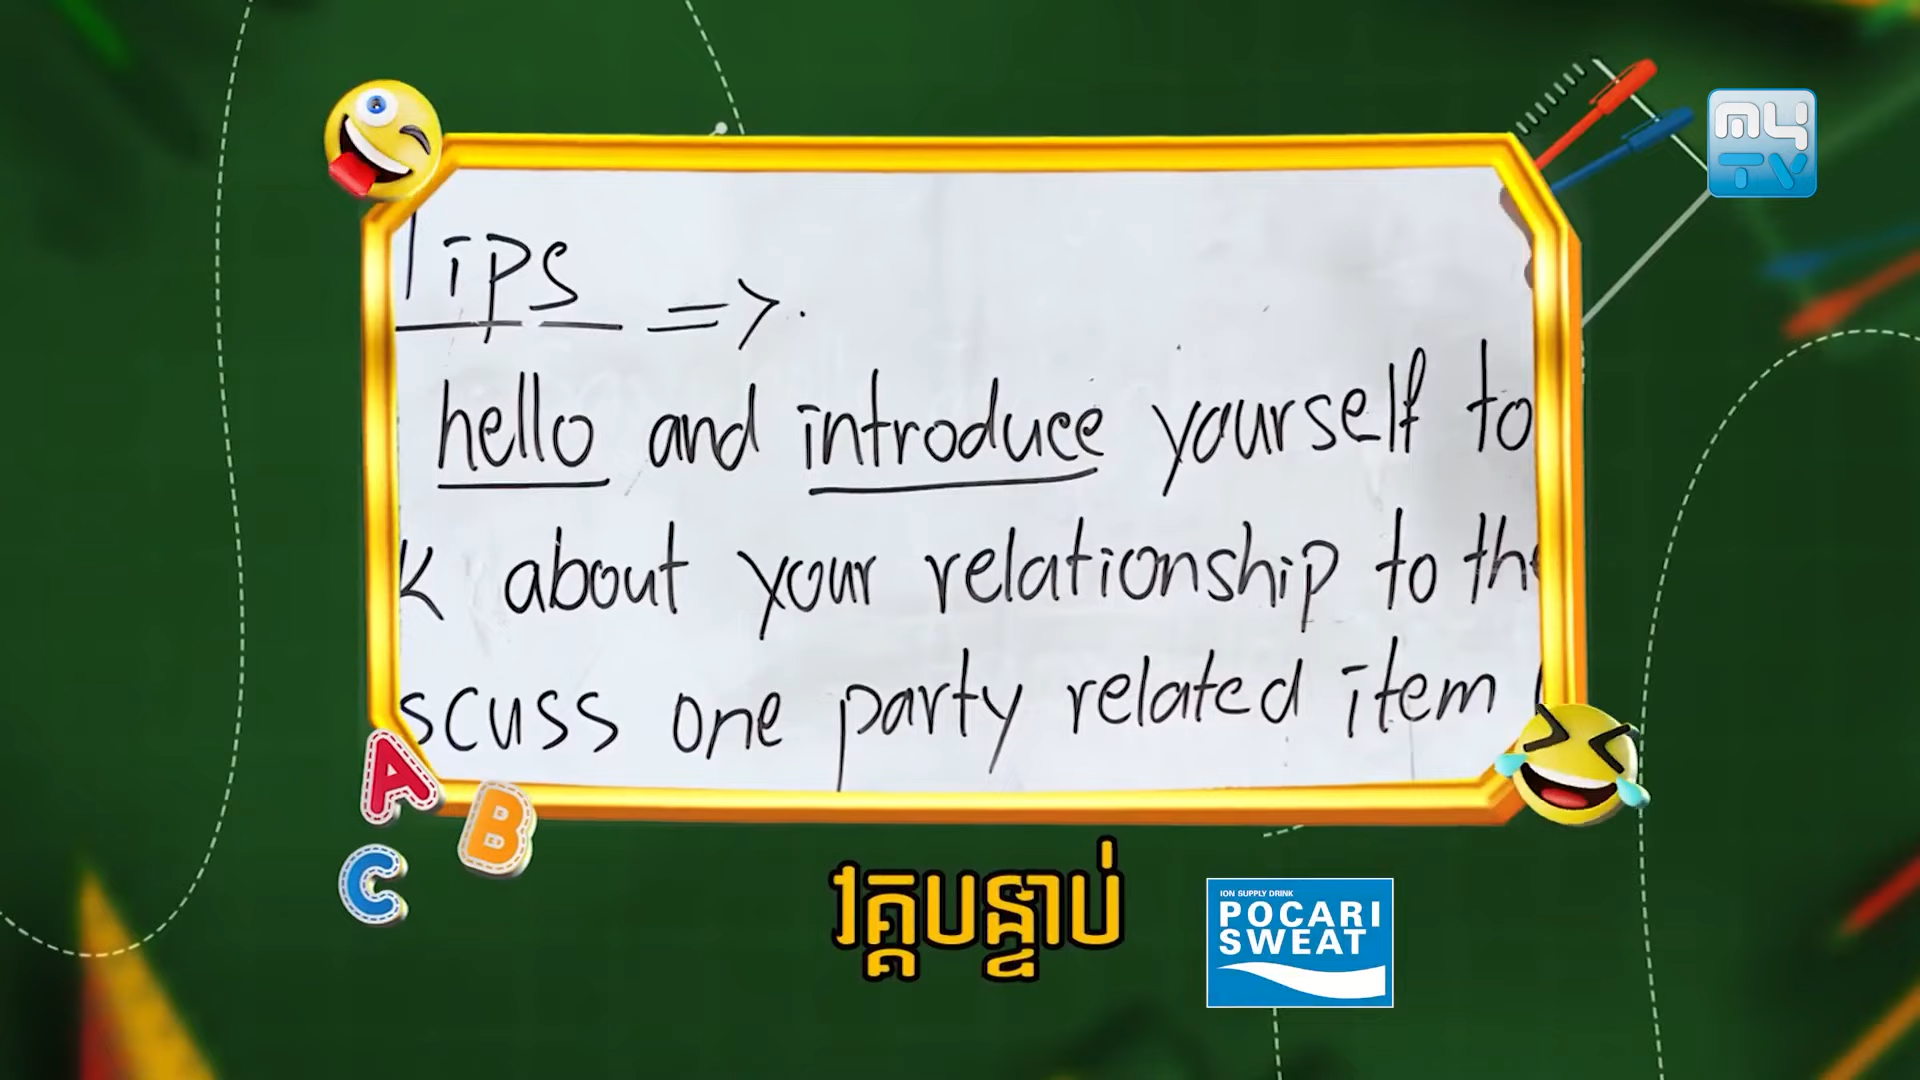 MYTV
Tips =>.
hello and introduce yourself to
k about your relationship to the
scuss one party related item
A
B
C
វគ្គបន្ទាប់
ION SUPPLY DRINK
POCARI
SWEAT